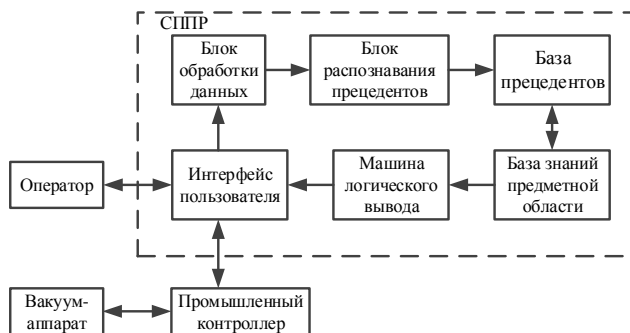 СППР
Блок
обработки
данных
Блок
распознавания
прецедентов
База
прецедентов
Оператор
Интерфейс
пользователя
Машина
логического
вывода
База знаний
предметной
области
Вакуум-
аппарат
Промышленный
контроллер